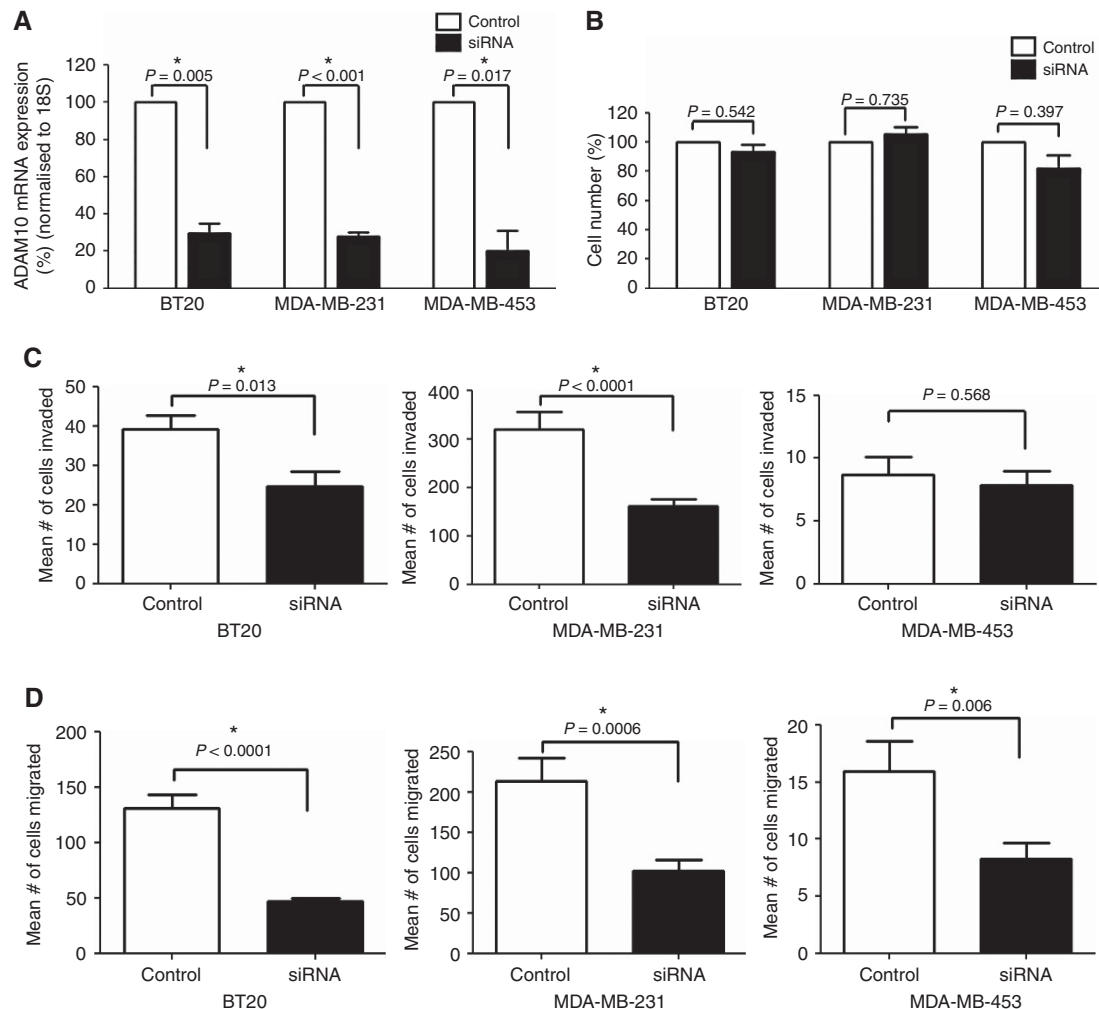 A
Control
siRNA
ADAM10 mRNA expression
(%) (normalised to 18S)
120
100
80
60
40
20
0
*
P = 0.005
*
P < 0.001
*
P = 0.017
BT20
MDA-MB-231
MDA-MB-453
B
Control
siRNA
Cell number (%)
120
100
80
60
40
20
0
P = 0.542
P = 0.735
P = 0.397
BT20
MDA-MB-231
MDA-MB-453
C
Mean # of cells invaded
50
40
30
20
10
0
*
P = 0.013
Control
siRNA
BT20
Mean # of cells invaded
400
300
200
100
0
*
P < 0.0001
Control
siRNA
MDA-MB-231
Mean # of cells invaded
15
10
5
0
P = 0.568
Control
siRNA
MDA-MB-453
D
Mean # of cells migrated
200
150
100
50
0
*
P < 0.0001
Control
siRNA
BT20
Mean # of cells migrated
250
200
150
100
50
0
*
P = 0.0006
Control
siRNA
MDA-MB-231
Mean # of cells migrated
20
15
10
5
0
*
P = 0.006
Control
siRNA
MDA-MB-453